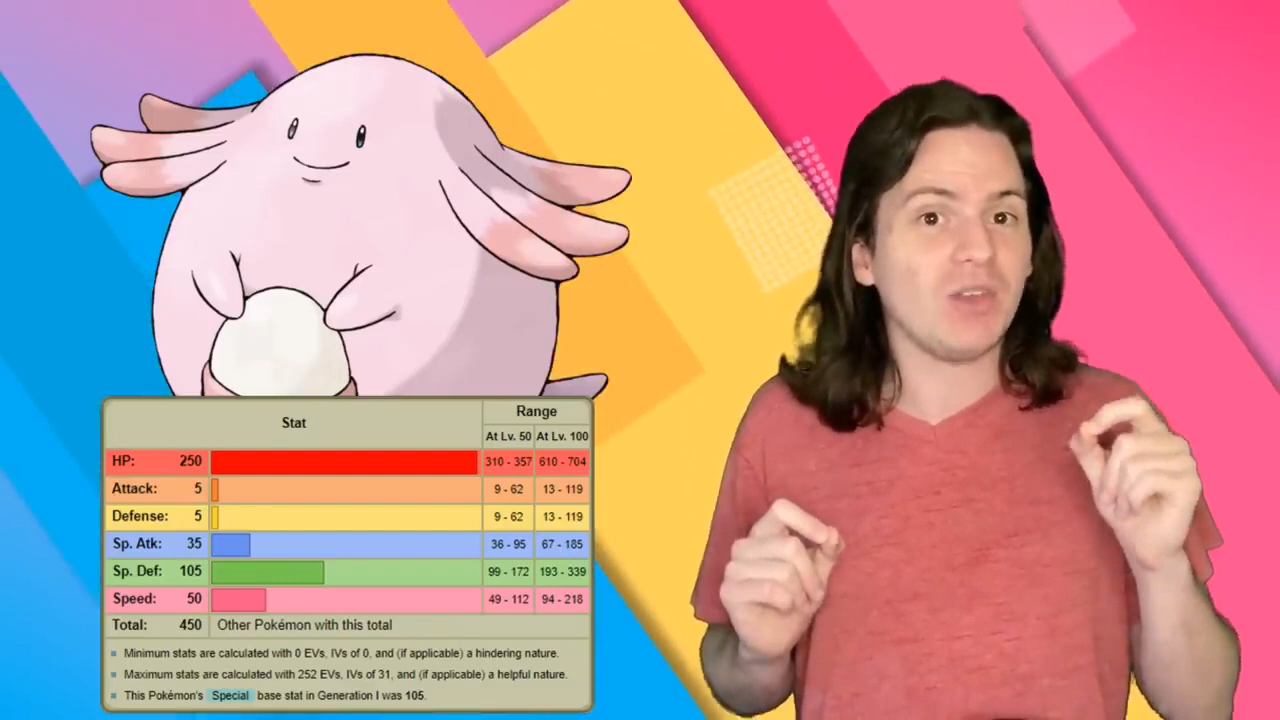 Stat Range
At Lv. 50 At Lv. 100
HP: 250 310 - 357 610 - 704
Attack: 5 9 - 62 13 - 119
Defense: 5 9 - 62 13 - 119
Sp. Atk: 35 36 - 95 67 - 185
Sp. Def: 105 99 - 172 193 - 339
Speed: 50 49 - 112 94 - 218
Total: 450 Other Pokémon with this total
Minimum stats are calculated with 0 EVs, IVs of 0, and (if applicable) a hindering nature.
Maximum stats are calculated with 252 EVs, IVs of 31, and (if applicable) a helpful nature.
This Pokémon's Special base stat in Generation I was 105.